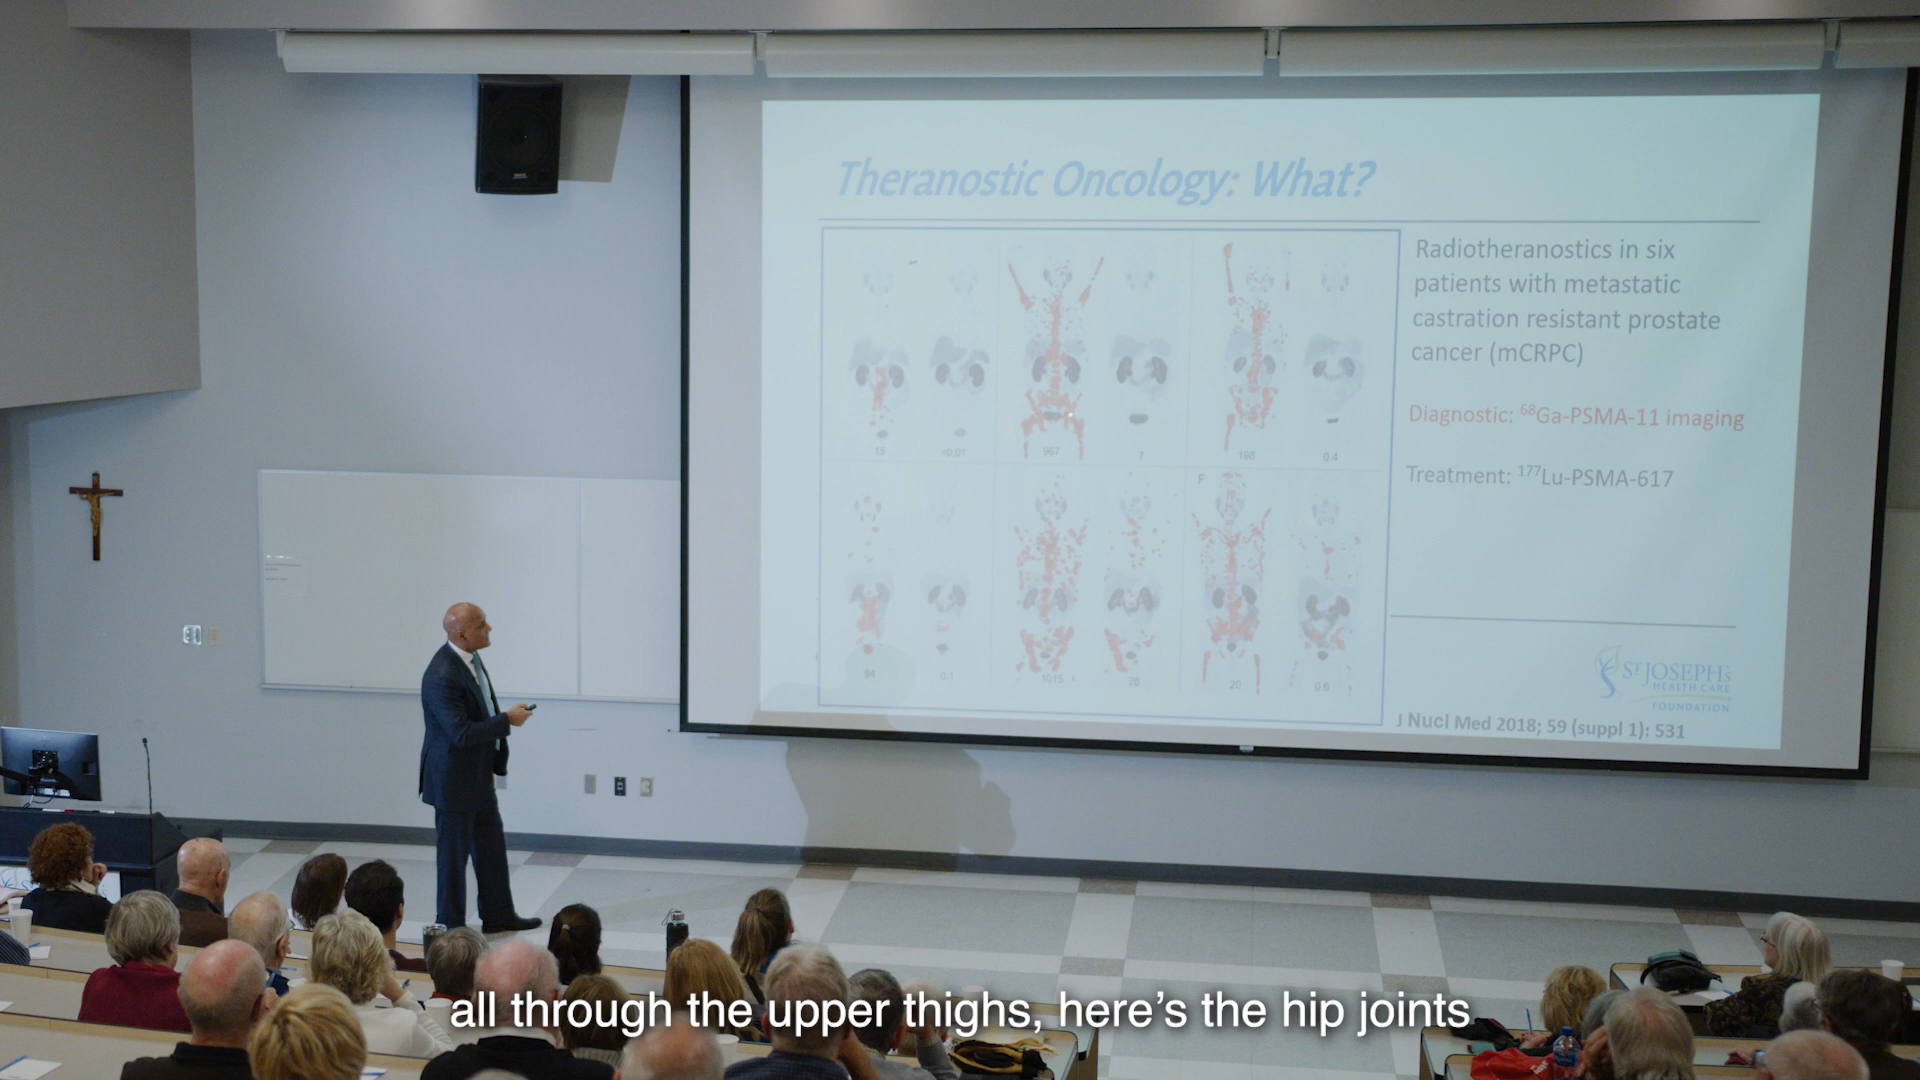 Theranostic Oncology: What?
Radiotheranostics in six
patients with metastatic
castration resistant prostate
cancer (mCRPC)
Diagnostic: ⁶⁸Ga-PSMA-11 imaging
Treatment: ¹⁷⁷Lu-PSMA-617
15 <0.01 967 7 198 0.4
F
94 0.1 1015 28 20 0.6
ST. JOSEPH'S
HEALTH CARE
FOUNDATION
J Nucl Med 2018; 59 (suppl 1): 531
all through the upper thighs, here's the hip joints